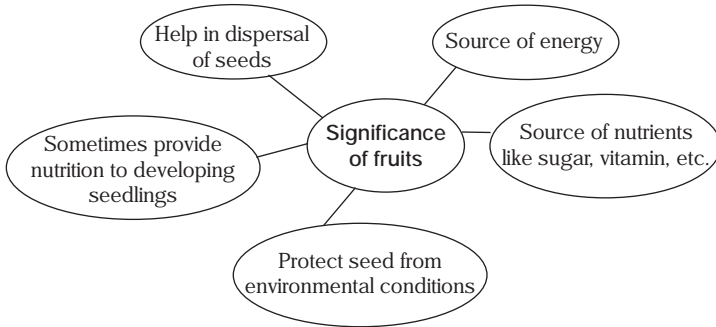 Help in dispersal
of seeds
Source of energy
Significance
of fruits
Source of nutrients
like sugar, vitamin, etc.
Sometimes provide
nutrition to developing
seedlings
Protect seed from
environmental conditions